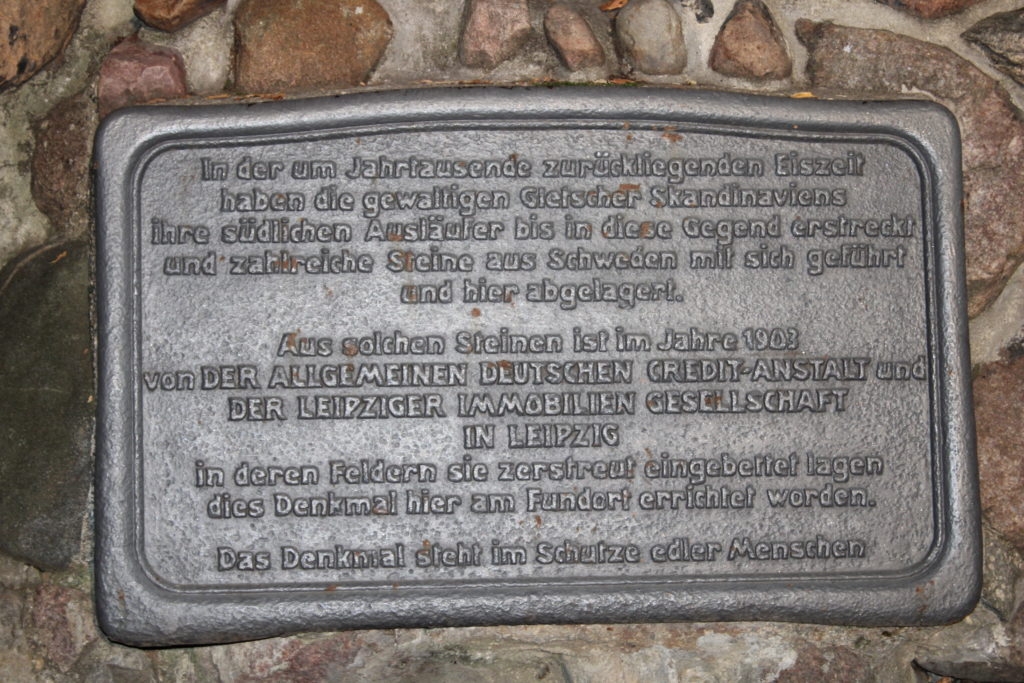 In der um Jahrtausende zurückliegenden Eiszeit
haben die gewaltigen Gletscher Skandinaviens
ihre südlichen Ausläufer bis in diese Gegend erstreckt
und zahlreiche Steine aus Schweden mit sich geführt
und hier abgelagert.
Aus solchen Steinen ist im Jahre 1903
von DER ALLGEMEINEN DEUTSCHEN CREDIT-ANSTALT und
DER LEIPZIGER IMMOBILIEN GESELLSCHAFT
IN LEIPZIG
in deren Feldern sie zerstreut eingebettet lagen
dies Denkmal hier am Fundort errichtet worden.
Das Denkmal steht im Schutze edler Menschen